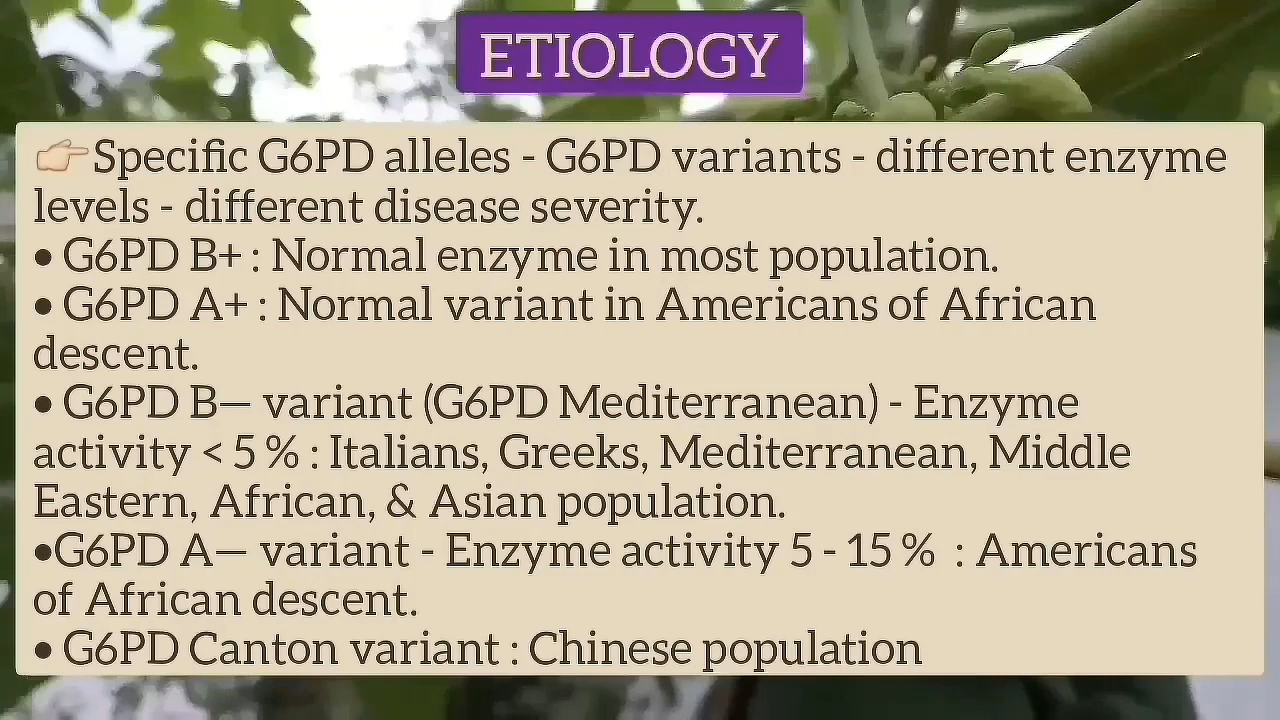 ETIOLOGY
👉Specific G6PD alleles - G6PD variants - different enzyme
levels - different disease severity.
• G6PD B+ : Normal enzyme in most population.
• G6PD A+ : Normal variant in Americans of African
descent.
• G6PD B— variant (G6PD Mediterranean) - Enzyme
activity < 5 % : Italians, Greeks, Mediterranean, Middle
Eastern, African, & Asian population.
•G6PD A— variant - Enzyme activity 5 - 15 %  : Americans
of African descent.
• G6PD Canton variant : Chinese population